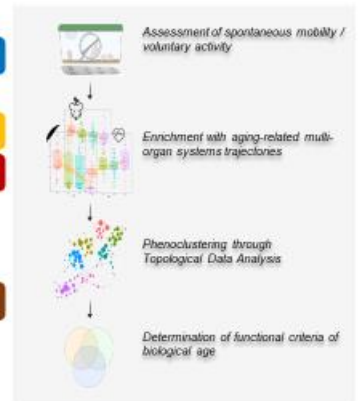 Assessment of spontaneous mobility /
voluntary activity
Enrichment with aging-related multi-
organ systems trajectories
Phenoclustering through
Topological Data Analysis
Determination of functional criteria of
biological age